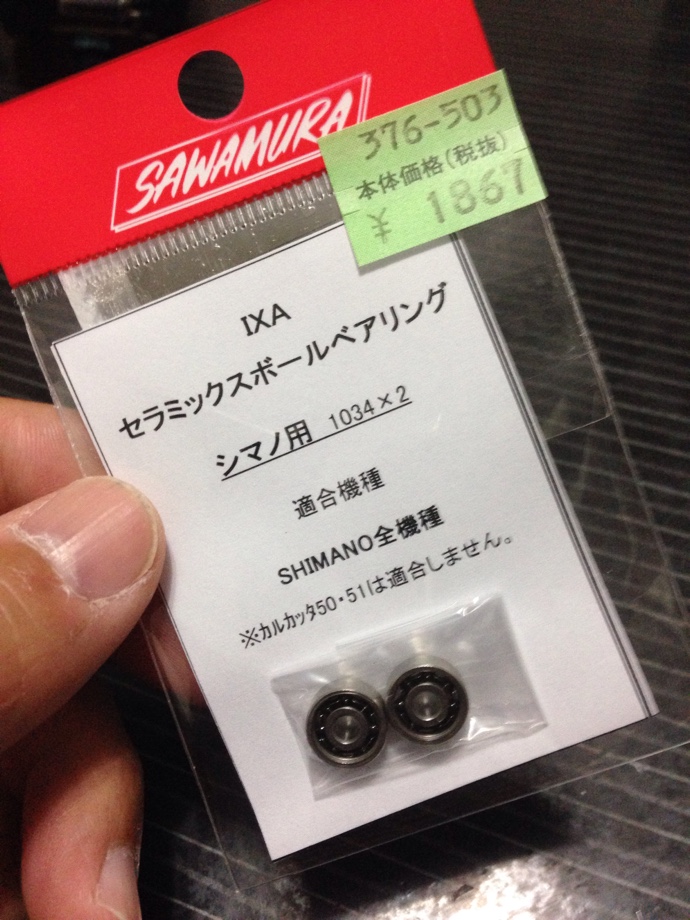 SAWAMURA
376-503
本体価格(税抜)
¥ 1867
IXA
セラミックスボールベアリング
シマノ用 1034×2
適合機種
SHIMANO全機種
※カルカッタ50・51は適合しません。